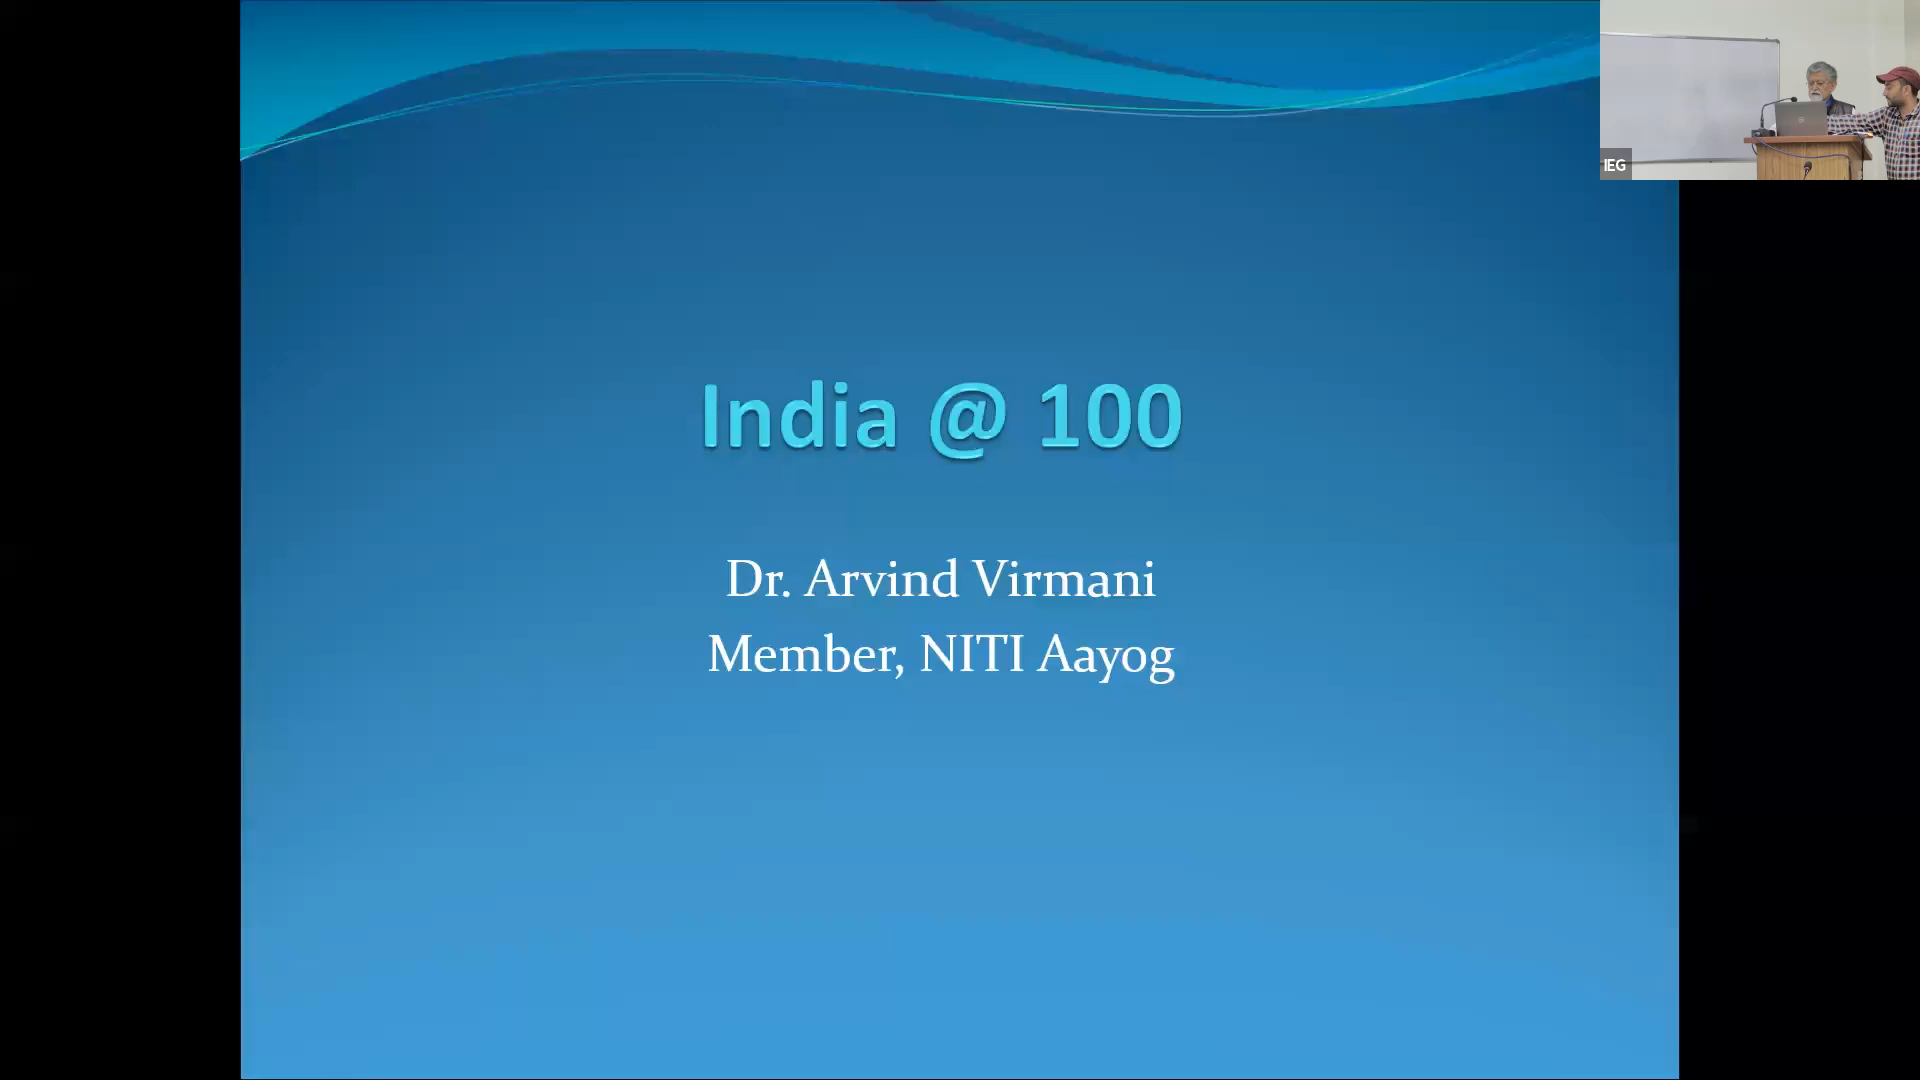 India @ 100
Dr. Arvind Virmani
Member, NITI Aayog
IEG